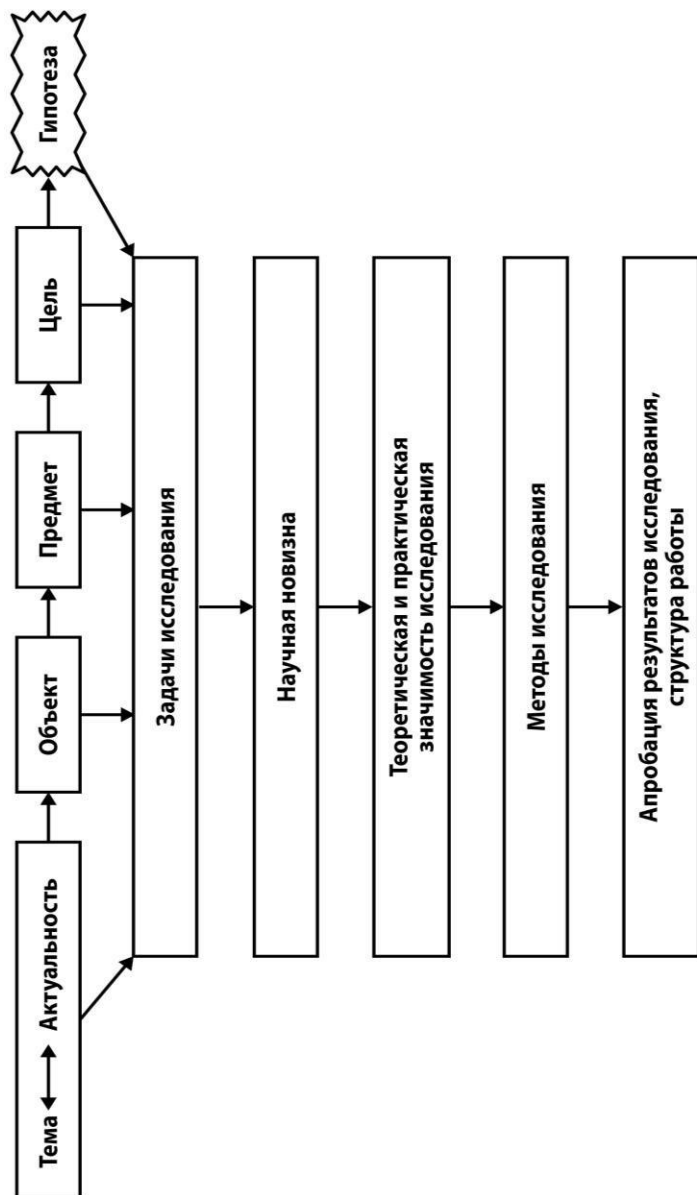 Тема
Актуальность
Объект
Предмет
Цель
Гипотеза
Задачи исследования
Научная новизна
Теоретическая и практическая
значимость исследования
Методы исследования
Апробация результатов исследования,
структура работы